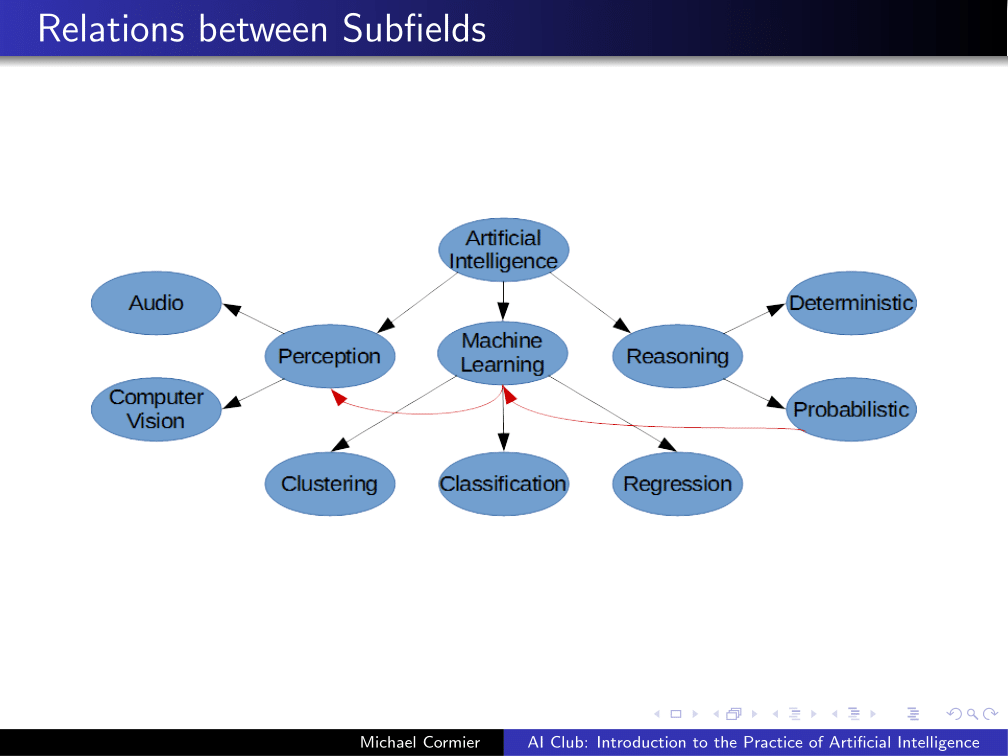 Relations between Subfields
Artificial
Intelligence
Audio
Deterministic
Perception
Machine
Learning
Reasoning
Computer
Vision
Probabilistic
Clustering
Classification
Regression
Michael Cormier
AI Club: Introduction to the Practice of Artificial Intelligence